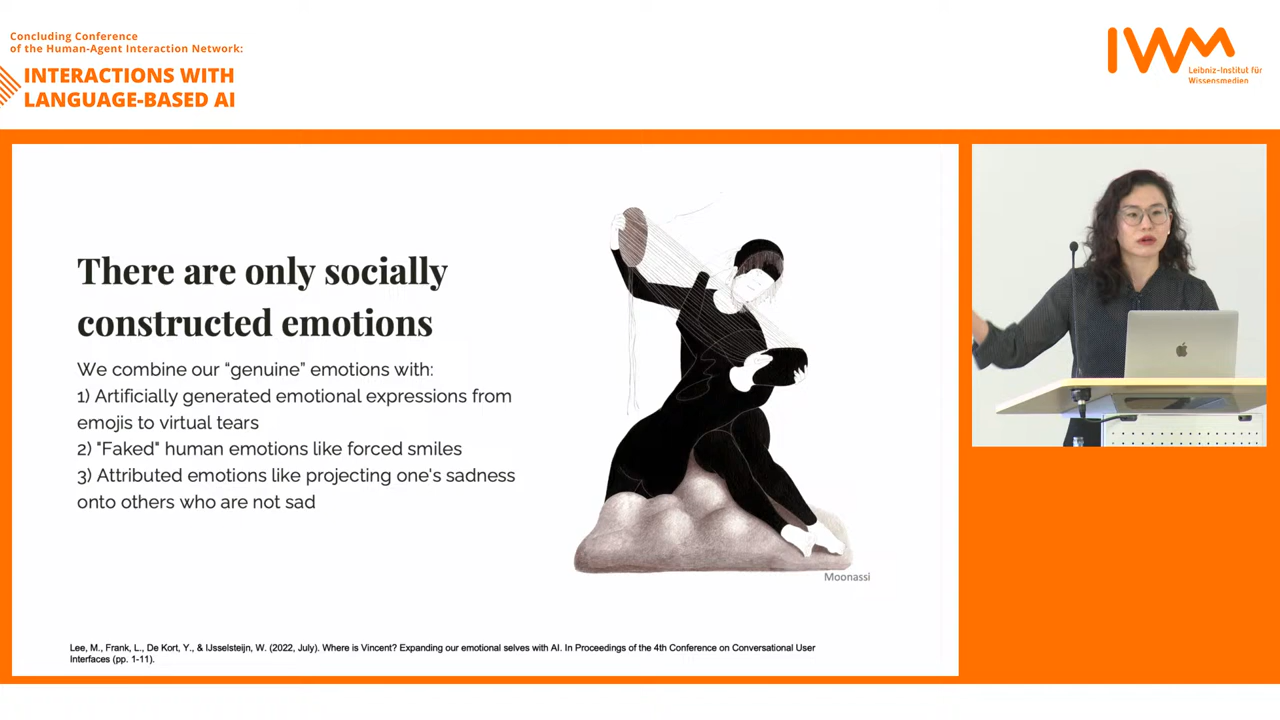 Concluding Conference
of the Human-Agent Interaction Network:
INTERACTIONS WITH
LANGUAGE-BASED AI
IWM
Leibniz-Institut für
Wissensmedien
There are only socially
constructed emotions
We combine our “genuine” emotions with:
1) Artificially generated emotional expressions from
emojis to virtual tears
2) "Faked" human emotions like forced smiles
3) Attributed emotions like projecting one's sadness
onto others who are not sad
Moonassi
Lee, M., Frank, L., De Kort, Y., & IJsselsteijn, W. (2022, July). Where is Vincent? Expanding our emotional selves with AI. In Proceedings of the 4th Conference on Conversational User
Interfaces (pp. 1-11).